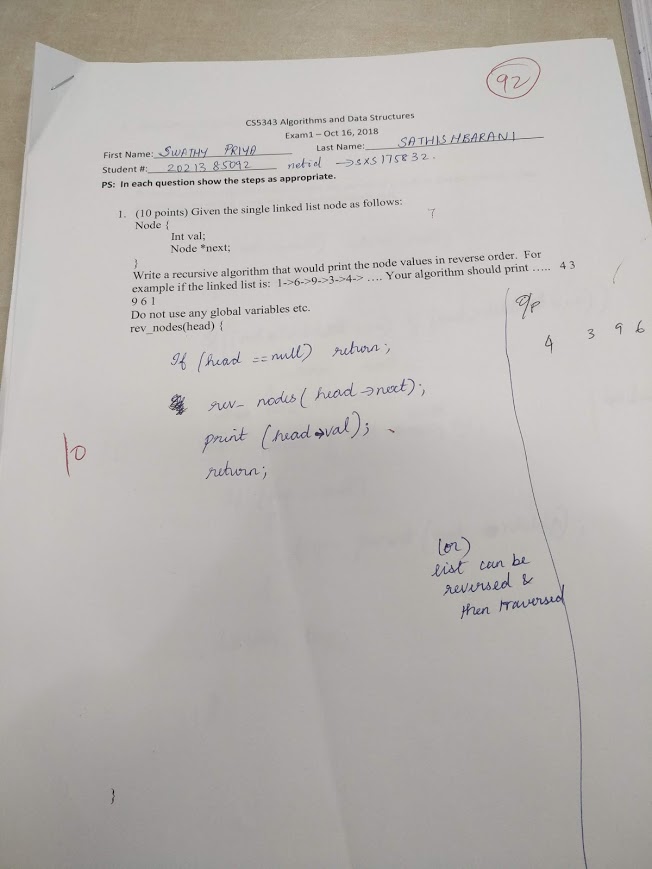 92
CS5343 Algorithms and Data Structures
Exam1 – Oct 16, 2018
First Name: SWATHY PRIYA Last Name: SATHISHBARANI
Student #: 20213 85092 netid → sxs175832.
PS: In each question show the steps as appropriate.
1. (10 points) Given the single linked list node as follows: 7
Node {
Int val;
Node *next;
}
Write a recursive algorithm that would print the node values in reverse order. For
example if the linked list is: 1->6->9->3->4-> .... Your algorithm should print ..... 4 3
9 6 1
Do not use any global variables etc.
rev_nodes(head) {
o/p
4 3 9 6
If (head == null) return;
rev_ nodes (head → next);
print (head→val);
return;
10
(or)
list can be
reversed &
then traversed
}